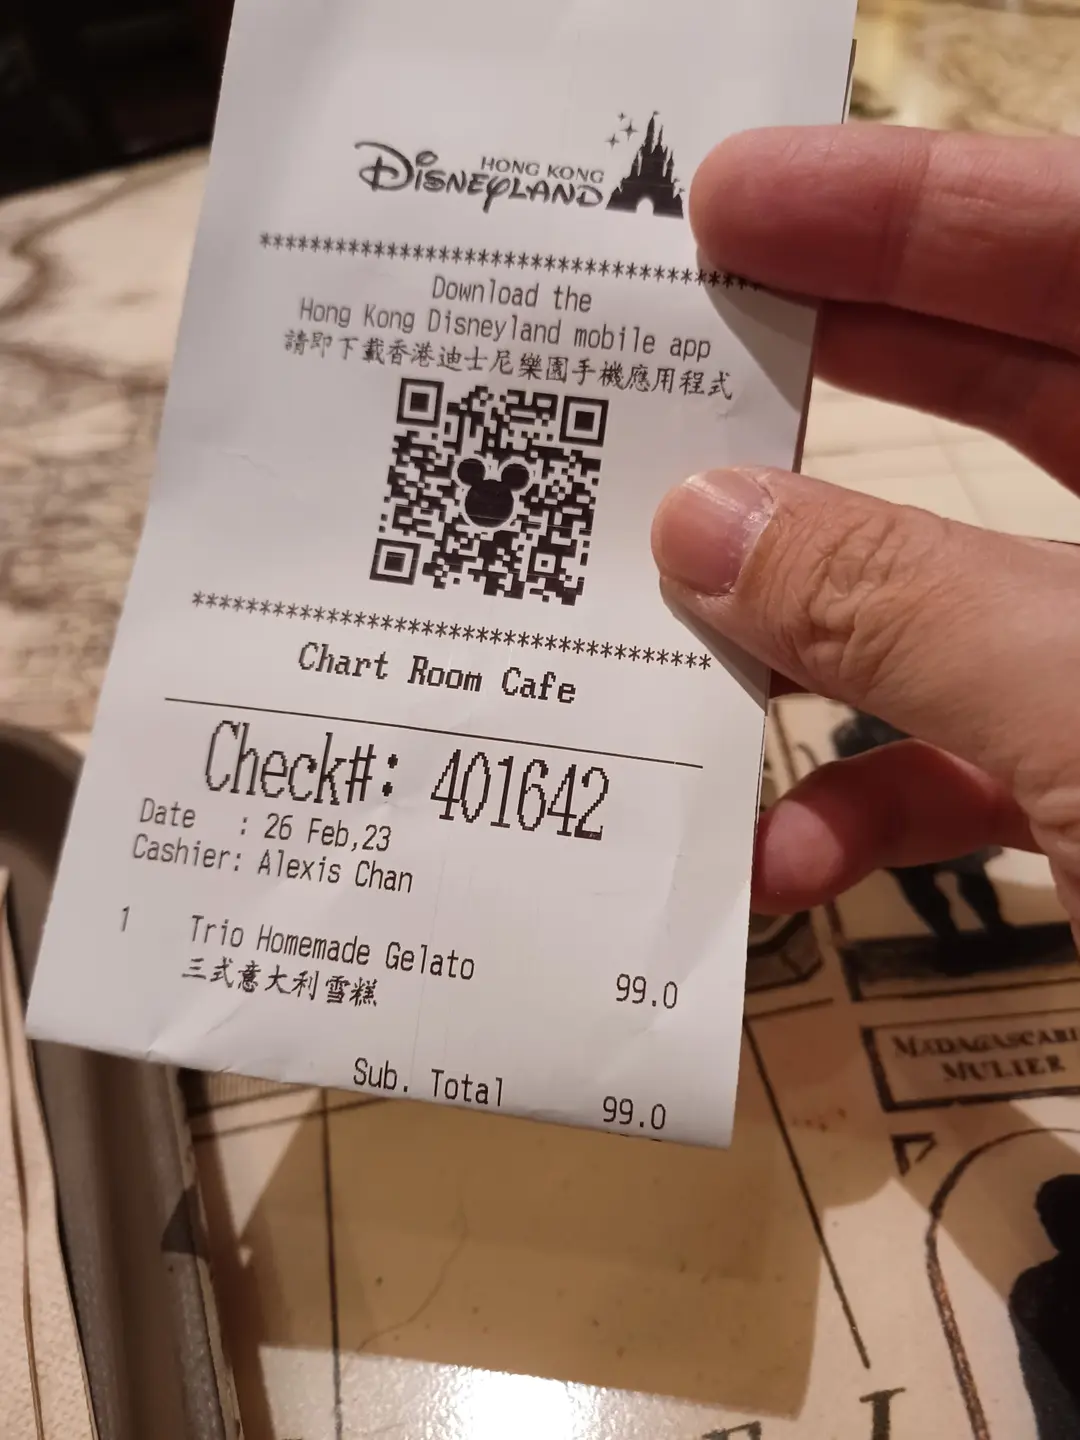 HONG KONG
DISNEYLAND
****************************************
Download the
Hong Kong Disneyland mobile app
請即下載香港迪士尼樂園手機應用程式
****************************************
Chart Room Cafe
Check#: 401642
Date : 26 Feb,23
Cashier: Alexis Chan
1 Trio Homemade Gelato 99.0
三式意大利雪糕
Sub. Total 99.0
MADAGASCARI
MULIER